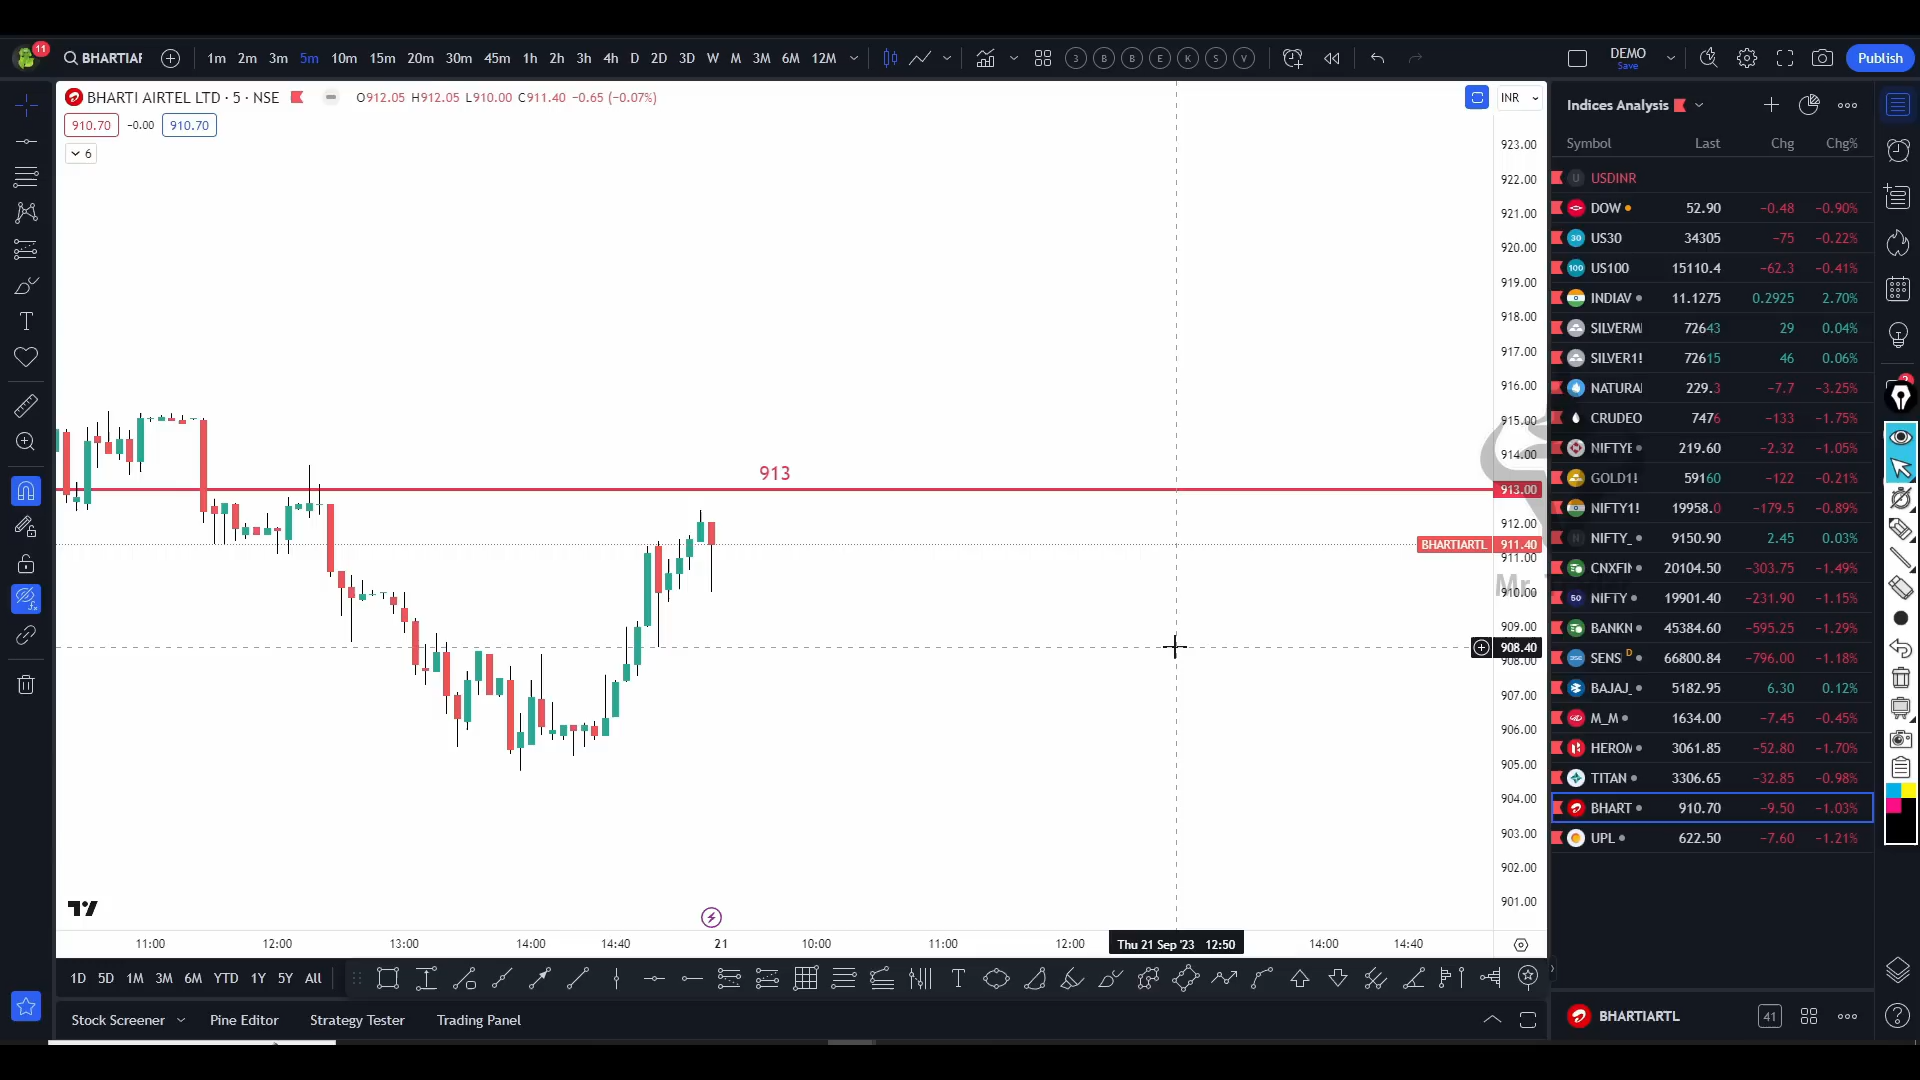 11 BHARTIAF 1m 2m 3m 5m 10m 15m 20m 30m 45m 1h 2h 3h 4h D 2D 3D W M 3M 6M 12M 3 B B E K S V DEMO Save Publish
BHARTI AIRTEL LTD · 5 · NSE O912.05 H912.05 L910.00 C911.40 −0.65 (−0.07%) INR
910.70 −0.00 910.70
6
913
923.00
922.00
921.00
920.00
919.00
918.00
917.00
916.00
915.00
914.00
913.00
912.00
BHARTIARTL 911.40
911.00
910.00
909.00
908.40
908.00
907.00
906.00
905.00
904.00
903.00
902.00
901.00
Mr.
11:00 12:00 13:00 14:00 14:40 21 10:00 11:00 12:00 Thu 21 Sep '23 12:50 14:00 14:40
1D 5D 1M 3M 6M YTD 1Y 5Y All
Stock Screener Pine Editor Strategy Tester Trading Panel
Indices Analysis
Symbol Last Chg Chg%
USDINR
DOW 52.90 −0.48 −0.90%
US30 34305 −75 −0.22%
US100 15110.4 −62.3 −0.41%
INDIAV 11.1275 0.2925 2.70%
SILVERM 72643 29 0.04%
SILVER1! 72615 46 0.06%
NATURAI 229.3 −7.7 −3.25%
CRUDEO 7476 −133 −1.75%
NIFTYE 219.60 −2.32 −1.05%
GOLD1! 59160 −122 −0.21%
NIFTY1! 19958.0 −179.5 −0.89%
NIFTY_ 9150.90 2.45 0.03%
CNXFIN 20104.50 −303.75 −1.49%
NIFTY 19901.40 −231.90 −1.15%
BANKN 45384.60 −595.25 −1.29%
SENS D 66800.84 −796.00 −1.18%
BAJAJ_ 5182.95 6.30 0.12%
M_M 1634.00 −7.45 −0.45%
HEROM 3061.85 −52.80 −1.70%
TITAN 3306.65 −32.85 −0.98%
BHART 910.70 −9.50 −1.03%
UPL 622.50 −7.60 −1.21%
BHARTIARTL 41